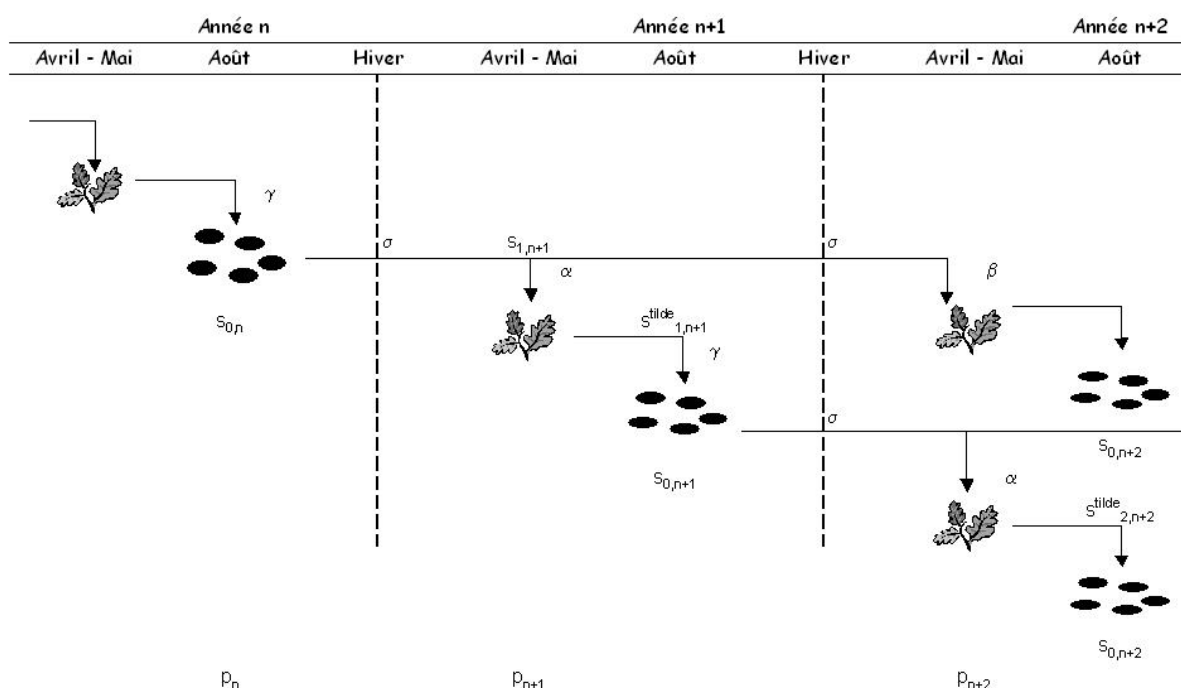 Année n Année n+1 Année n+2
Avril - Mai Août Hiver Avril - Mai Août Hiver Avril - Mai Août
γ
σ S1,n+1 σ
α β
S0,n Stilde1,n+1
γ
σ
S0,n+2
S0,n+1 α
Stilde2,n+2
S0,n+2
pn pn+1 pn+2